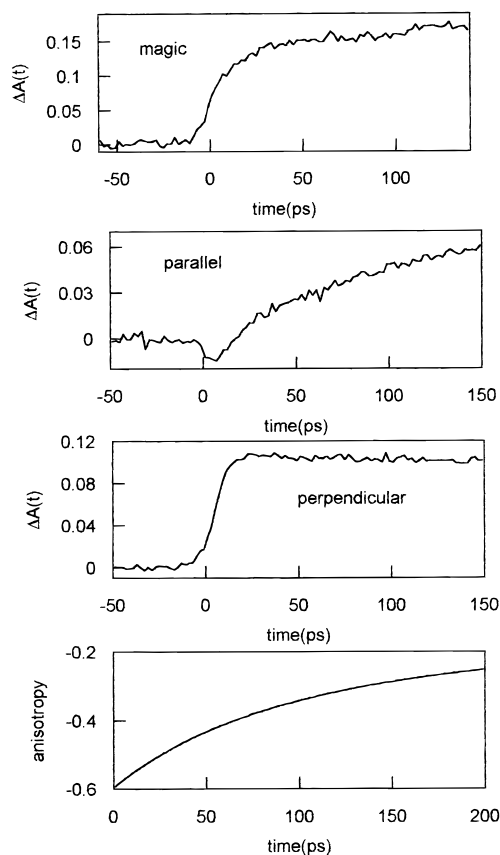 0.15
magic
0.10
0.05
0
ΔA(t)
-50 0 50 100
time(ps)
0.06
parallel
0.03
0
ΔA(t)
-50 0 50 100 150
time(ps)
0.12
0.08
perpendicular
0.04
0
ΔA(t)
-50 0 50 100 150
time(ps)
-0.2
-0.4
-0.6
anisotropy
0 50 100 150 200
time(ps)